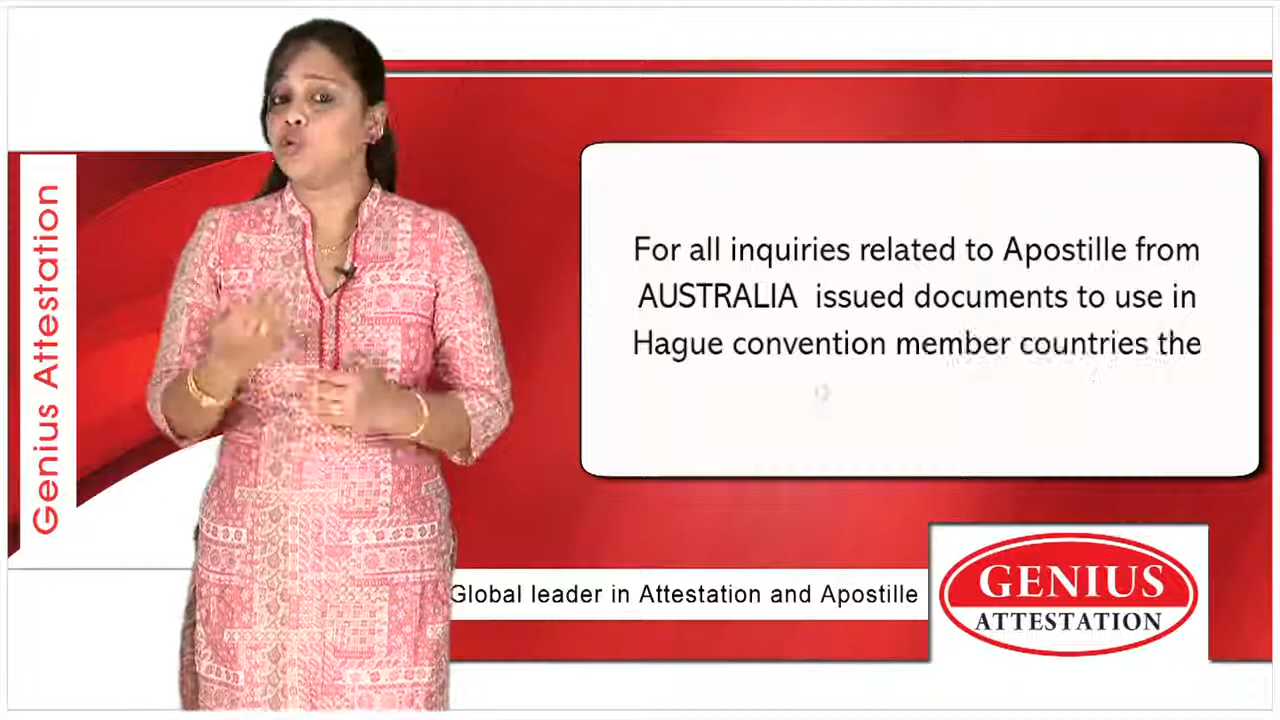 Genius Attestation
For all inquiries related to Apostille from
AUSTRALIA issued documents to use in
Hague convention member countries the
Global leader in Attestation and Apostille
GENIUS
ATTESTATION